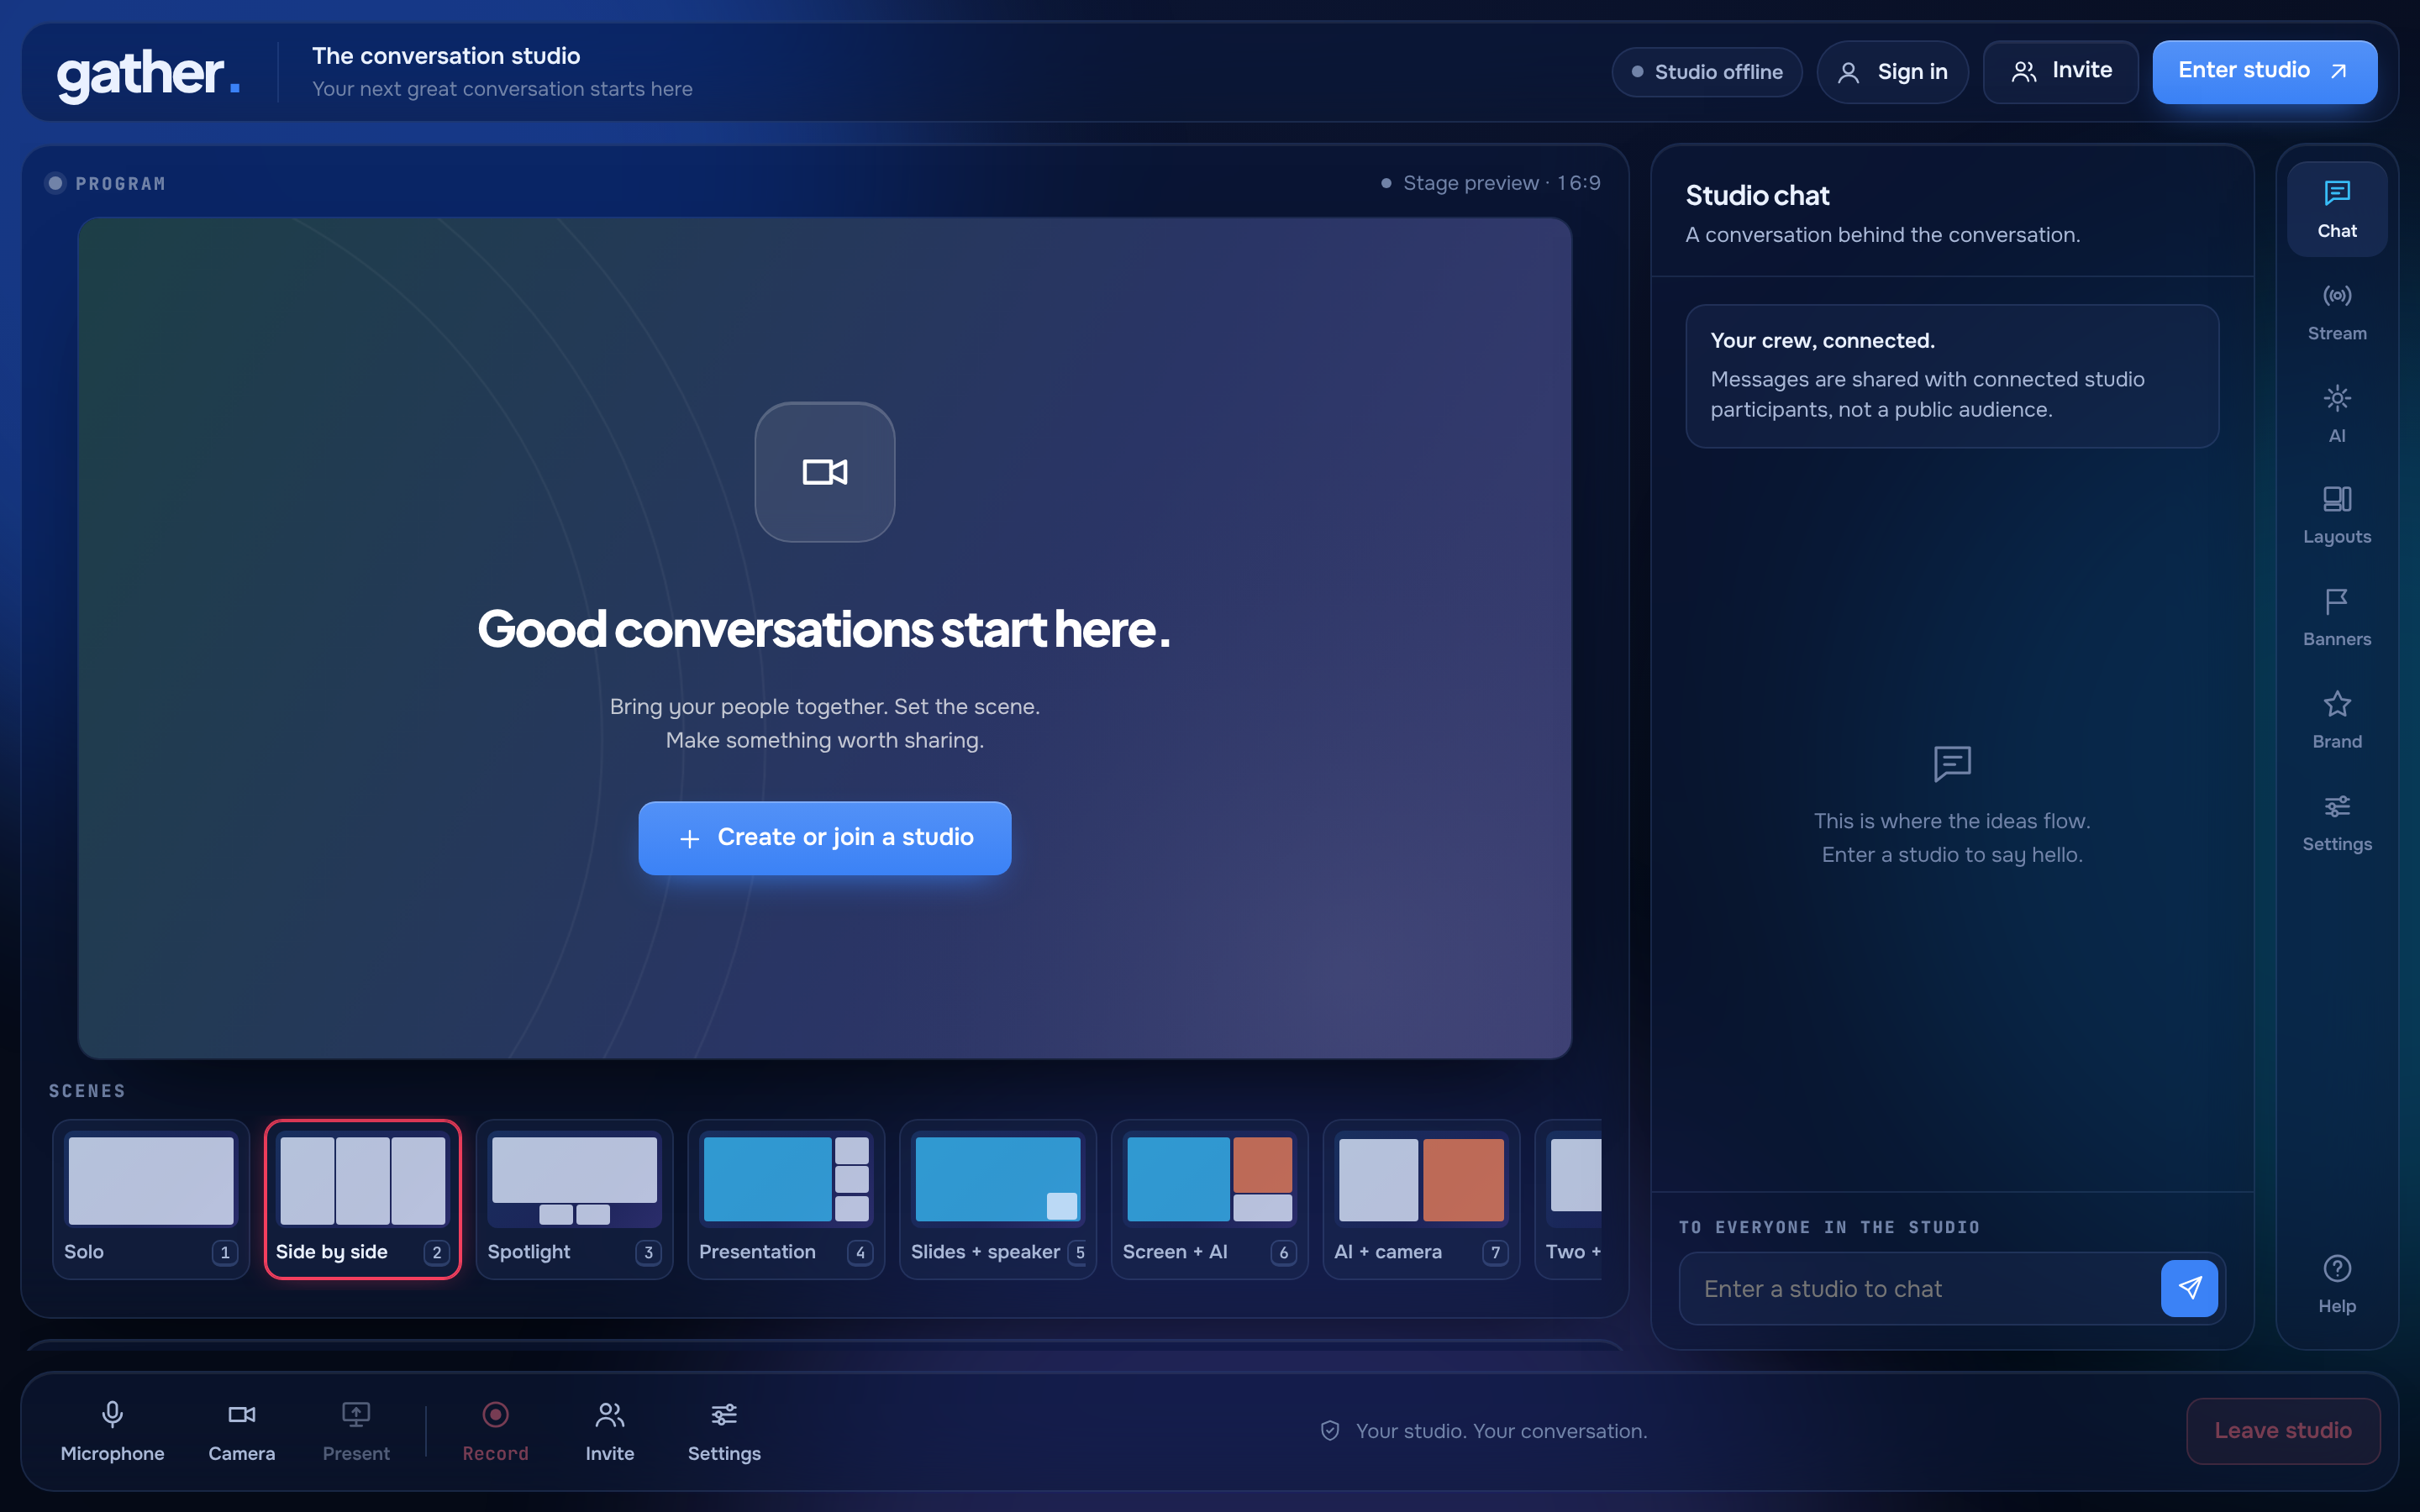 gather.
The conversation studio
Your next great conversation starts here
Studio offline
Sign in
Invite
Enter studio
PROGRAM
Stage preview · 16:9
Good conversations start here.
Bring your people together. Set the scene.
Make something worth sharing.
Create or join a studio
SCENES
Solo 1
Side by side 2
Spotlight 3
Presentation 4
Slides + speaker 5
Screen + AI 6
AI + camera 7
Two +
Studio chat
A conversation behind the conversation.
Your crew, connected.
Messages are shared with connected studio
participants, not a public audience.
This is where the ideas flow.
Enter a studio to say hello.
TO EVERYONE IN THE STUDIO
Enter a studio to chat
Chat
Stream
AI
Layouts
Banners
Brand
Settings
Help
Microphone
Camera
Present
Record
Invite
Settings
Your studio. Your conversation.
Leave studio